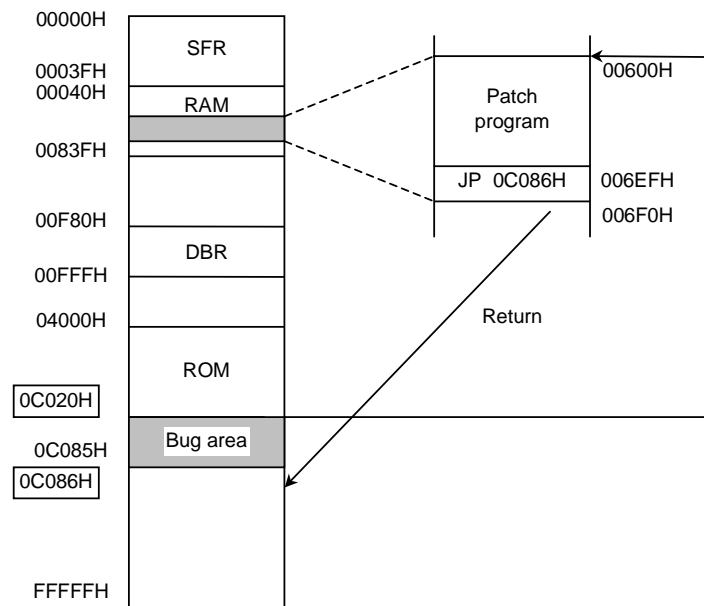 00000H
SFR
0003FH
00040H
RAM
0083FH
00F80H
DBR
00FFFH
04000H
ROM
0C020H
Bug area
0C085H
0C086H
FFFFFH
00600H
Patch
program
JP 0C086H
006EFH
006F0H
Return